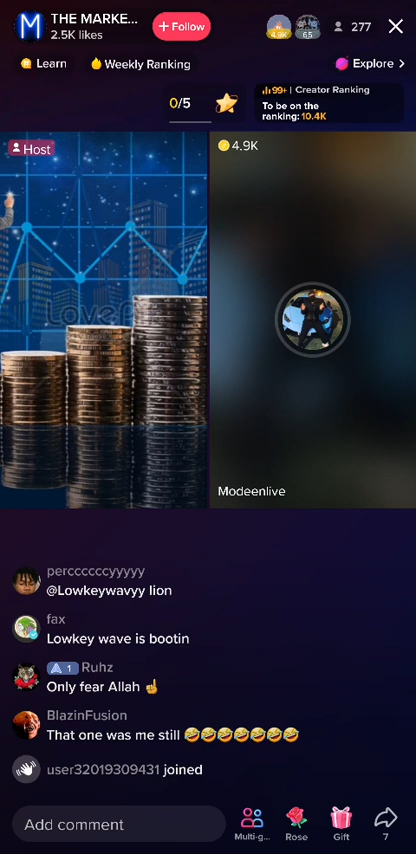 M
THE MARKE...
2.5K likes
+ Follow
4.9K
65
277
Learn
Weekly Ranking
Explore >
0/5
99+ | Creator Ranking
To be on the
ranking: 10.4K
Host
4.9K
Modeenlive
perccccccyyyyy
@Lowkeywavyy lion
fax
Lowkey wave is bootin
1 Ruhz
Only fear Allah ☝
BlazinFusion
That one was me still 🤣🤣🤣🤣🤣🤣🤣
user32019309431 joined
Add comment
Multi-g...
Rose
Gift
7